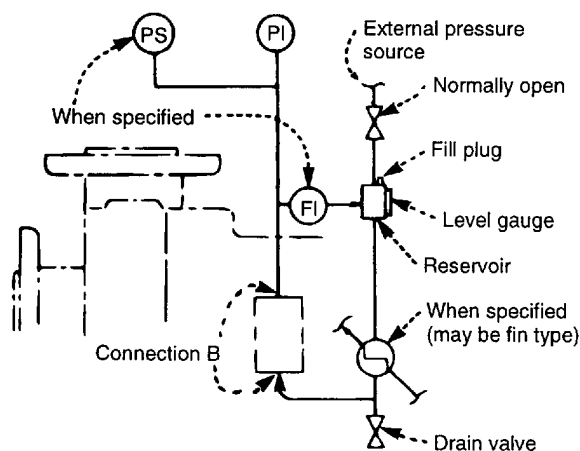 PS
PI
External pressure
source
Normally open
When specified
Fill plug
FI
Level gauge
Reservoir
When specified
(may be fin type)
Connection B
Drain valve